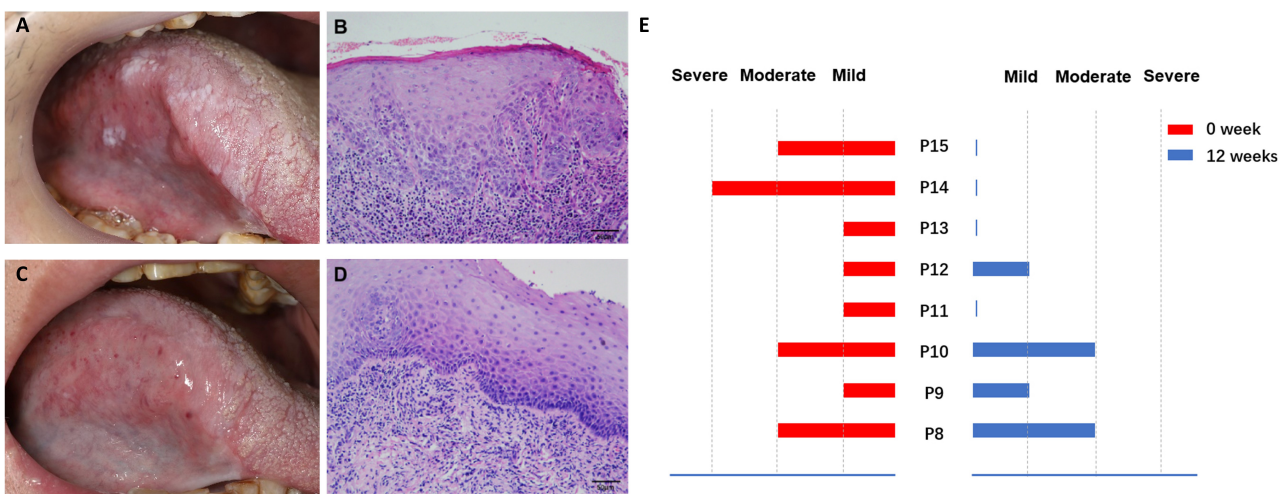 A
B
E
Severe Moderate Mild
Mild Moderate Severe
0 week
12 weeks
P15
P14
P13
P12
P11
P10
P9
P8
C
D